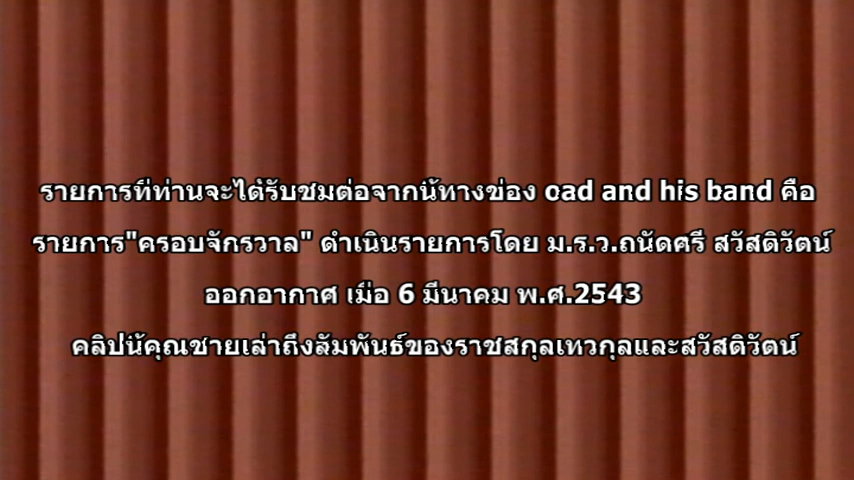 รายการที่ท่านจะได้รับชมต่อจากนี้ทางช่อง oad and his band คือ
รายการ"ครอบจักรวาล" ดำเนินรายการโดย ม.ร.ว.ถนัดศรี สวัสดิวัตน์
ออกอากาศ เมื่อ 6 มีนาคม พ.ศ.2543
คลิปนี้คุณชายเล่าถึงสัมพันธ์ของราชสกุลเทวกุลและสวัสดิวัตน์